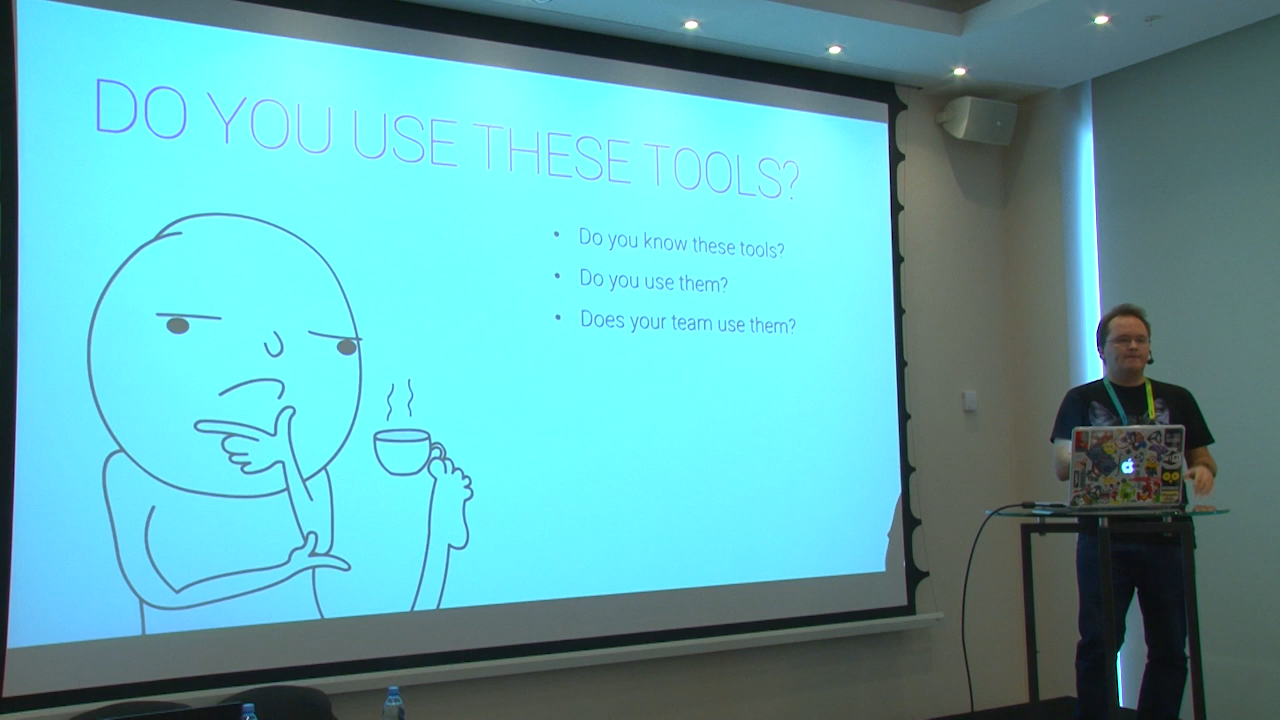 DO YOU USE THESE TOOLS?
• Do you know these tools?
• Do you use them?
• Does your team use them?